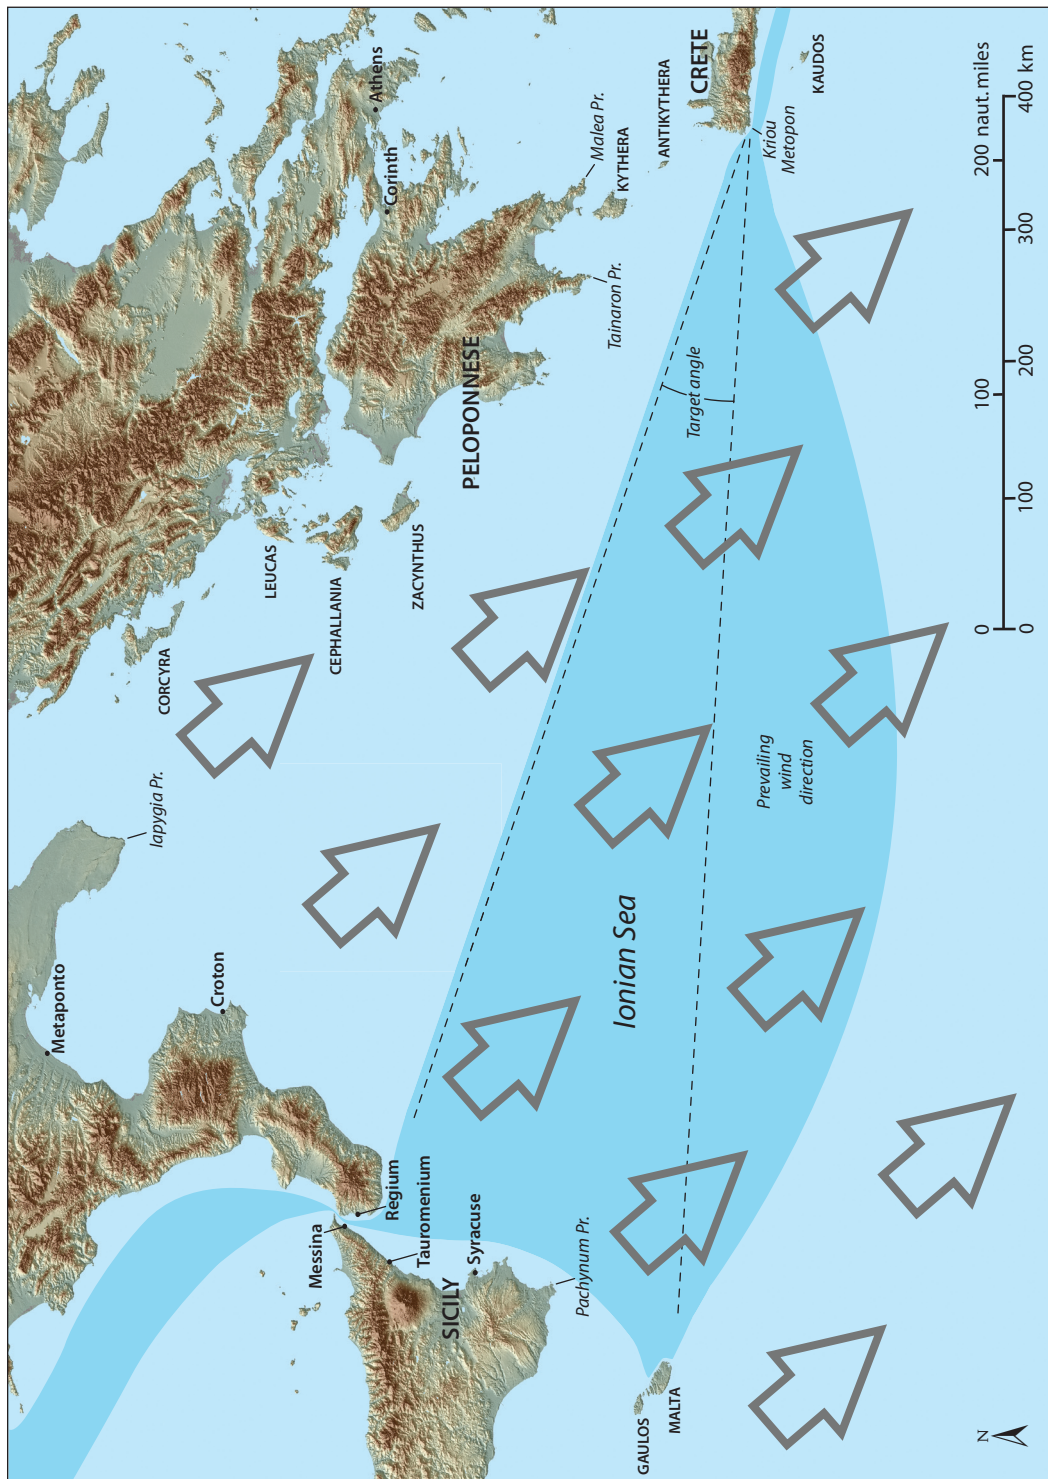 Metaponto
Iapygia Pr.
Croton
CORCYRA
LEUCAS
CEPHALLANIA
ZACYNTHUS
PELOPONNESE
Corinth
Athens
Malea Pr.
Tainaron Pr.
KYTHERA
ANTIKYTHERA
CRETE
Kriou
Metopon
KAUDOS
Messina
Regium
Tauromenium
SICILY
Syracuse
Pachynum Pr.
GAULOS
MALTA
Ionian Sea
Target angle
Prevailing
wind
direction
N
0 100 100 200 naut.miles
0 100 200 300 400 km